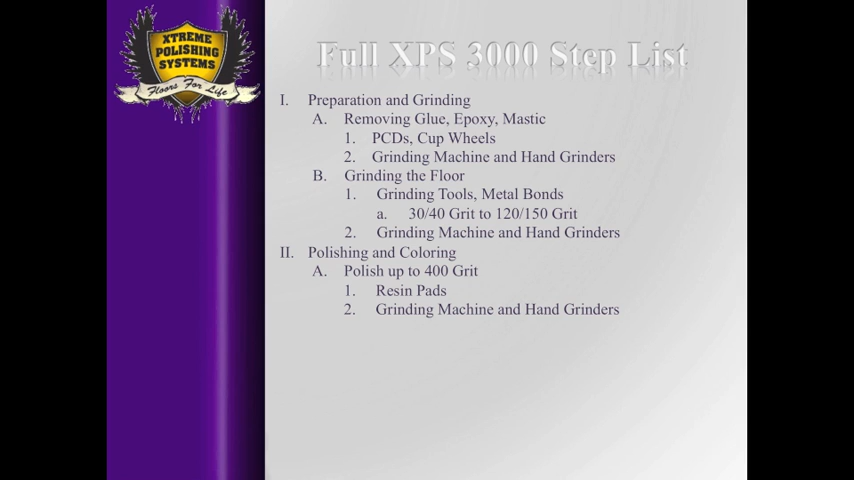 XTREME
POLISHING
SYSTEMS
Floors For Life
Full XPS 3000 Step List
I. Preparation and Grinding
A. Removing Glue, Epoxy, Mastic
1. PCDs, Cup Wheels
2. Grinding Machine and Hand Grinders
B. Grinding the Floor
1. Grinding Tools, Metal Bonds
a. 30/40 Grit to 120/150 Grit
2. Grinding Machine and Hand Grinders
II. Polishing and Coloring
A. Polish up to 400 Grit
1. Resin Pads
2. Grinding Machine and Hand Grinders